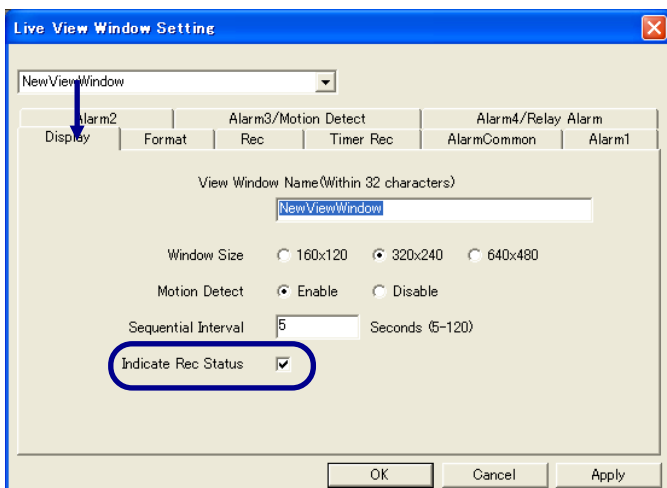 Live View Window Setting
NewViewWindow
Alarm2 Alarm3/Motion Detect Alarm4/Relay Alarm
Display Format Rec Timer Rec AlarmCommon Alarm1
View Window Name(Within 32 characters)
NewViewWindow
Window Size 160x120 320x240 640x480
Motion Detect Enable Disable
Sequential Interval 5 Seconds (5-120)
Indicate Rec Status
OK Cancel Apply